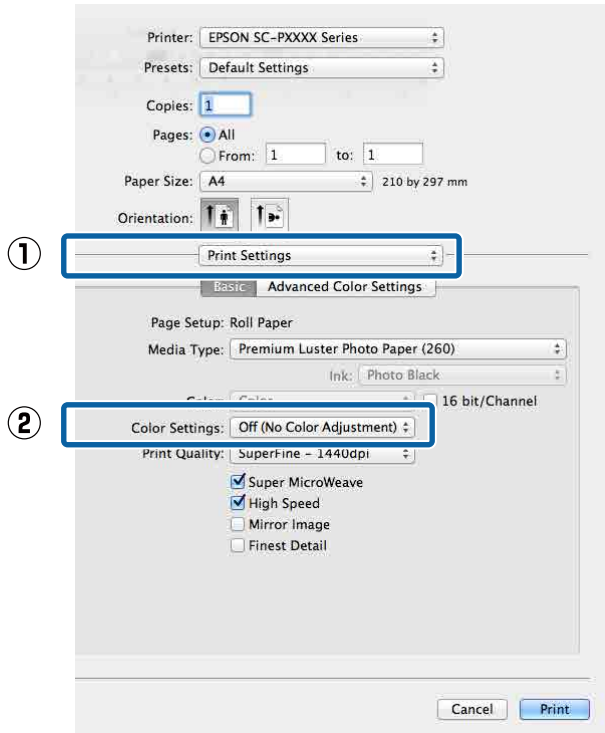 Printer: EPSON SC-PXXXX Series
Presets: Default Settings
Copies: 1
Pages: All
From: 1 to: 1
Paper Size: A4 210 by 297 mm
Orientation:
① Print Settings
Basic Advanced Color Settings
Page Setup: Roll Paper
Media Type: Premium Luster Photo Paper (260)
Ink: Photo Black
16 bit/Channel
② Color Settings: Off (No Color Adjustment)
Print Quality: SuperFine - 1440dpi
Super MicroWeave
High Speed
Mirror Image
Finest Detail
Cancel Print